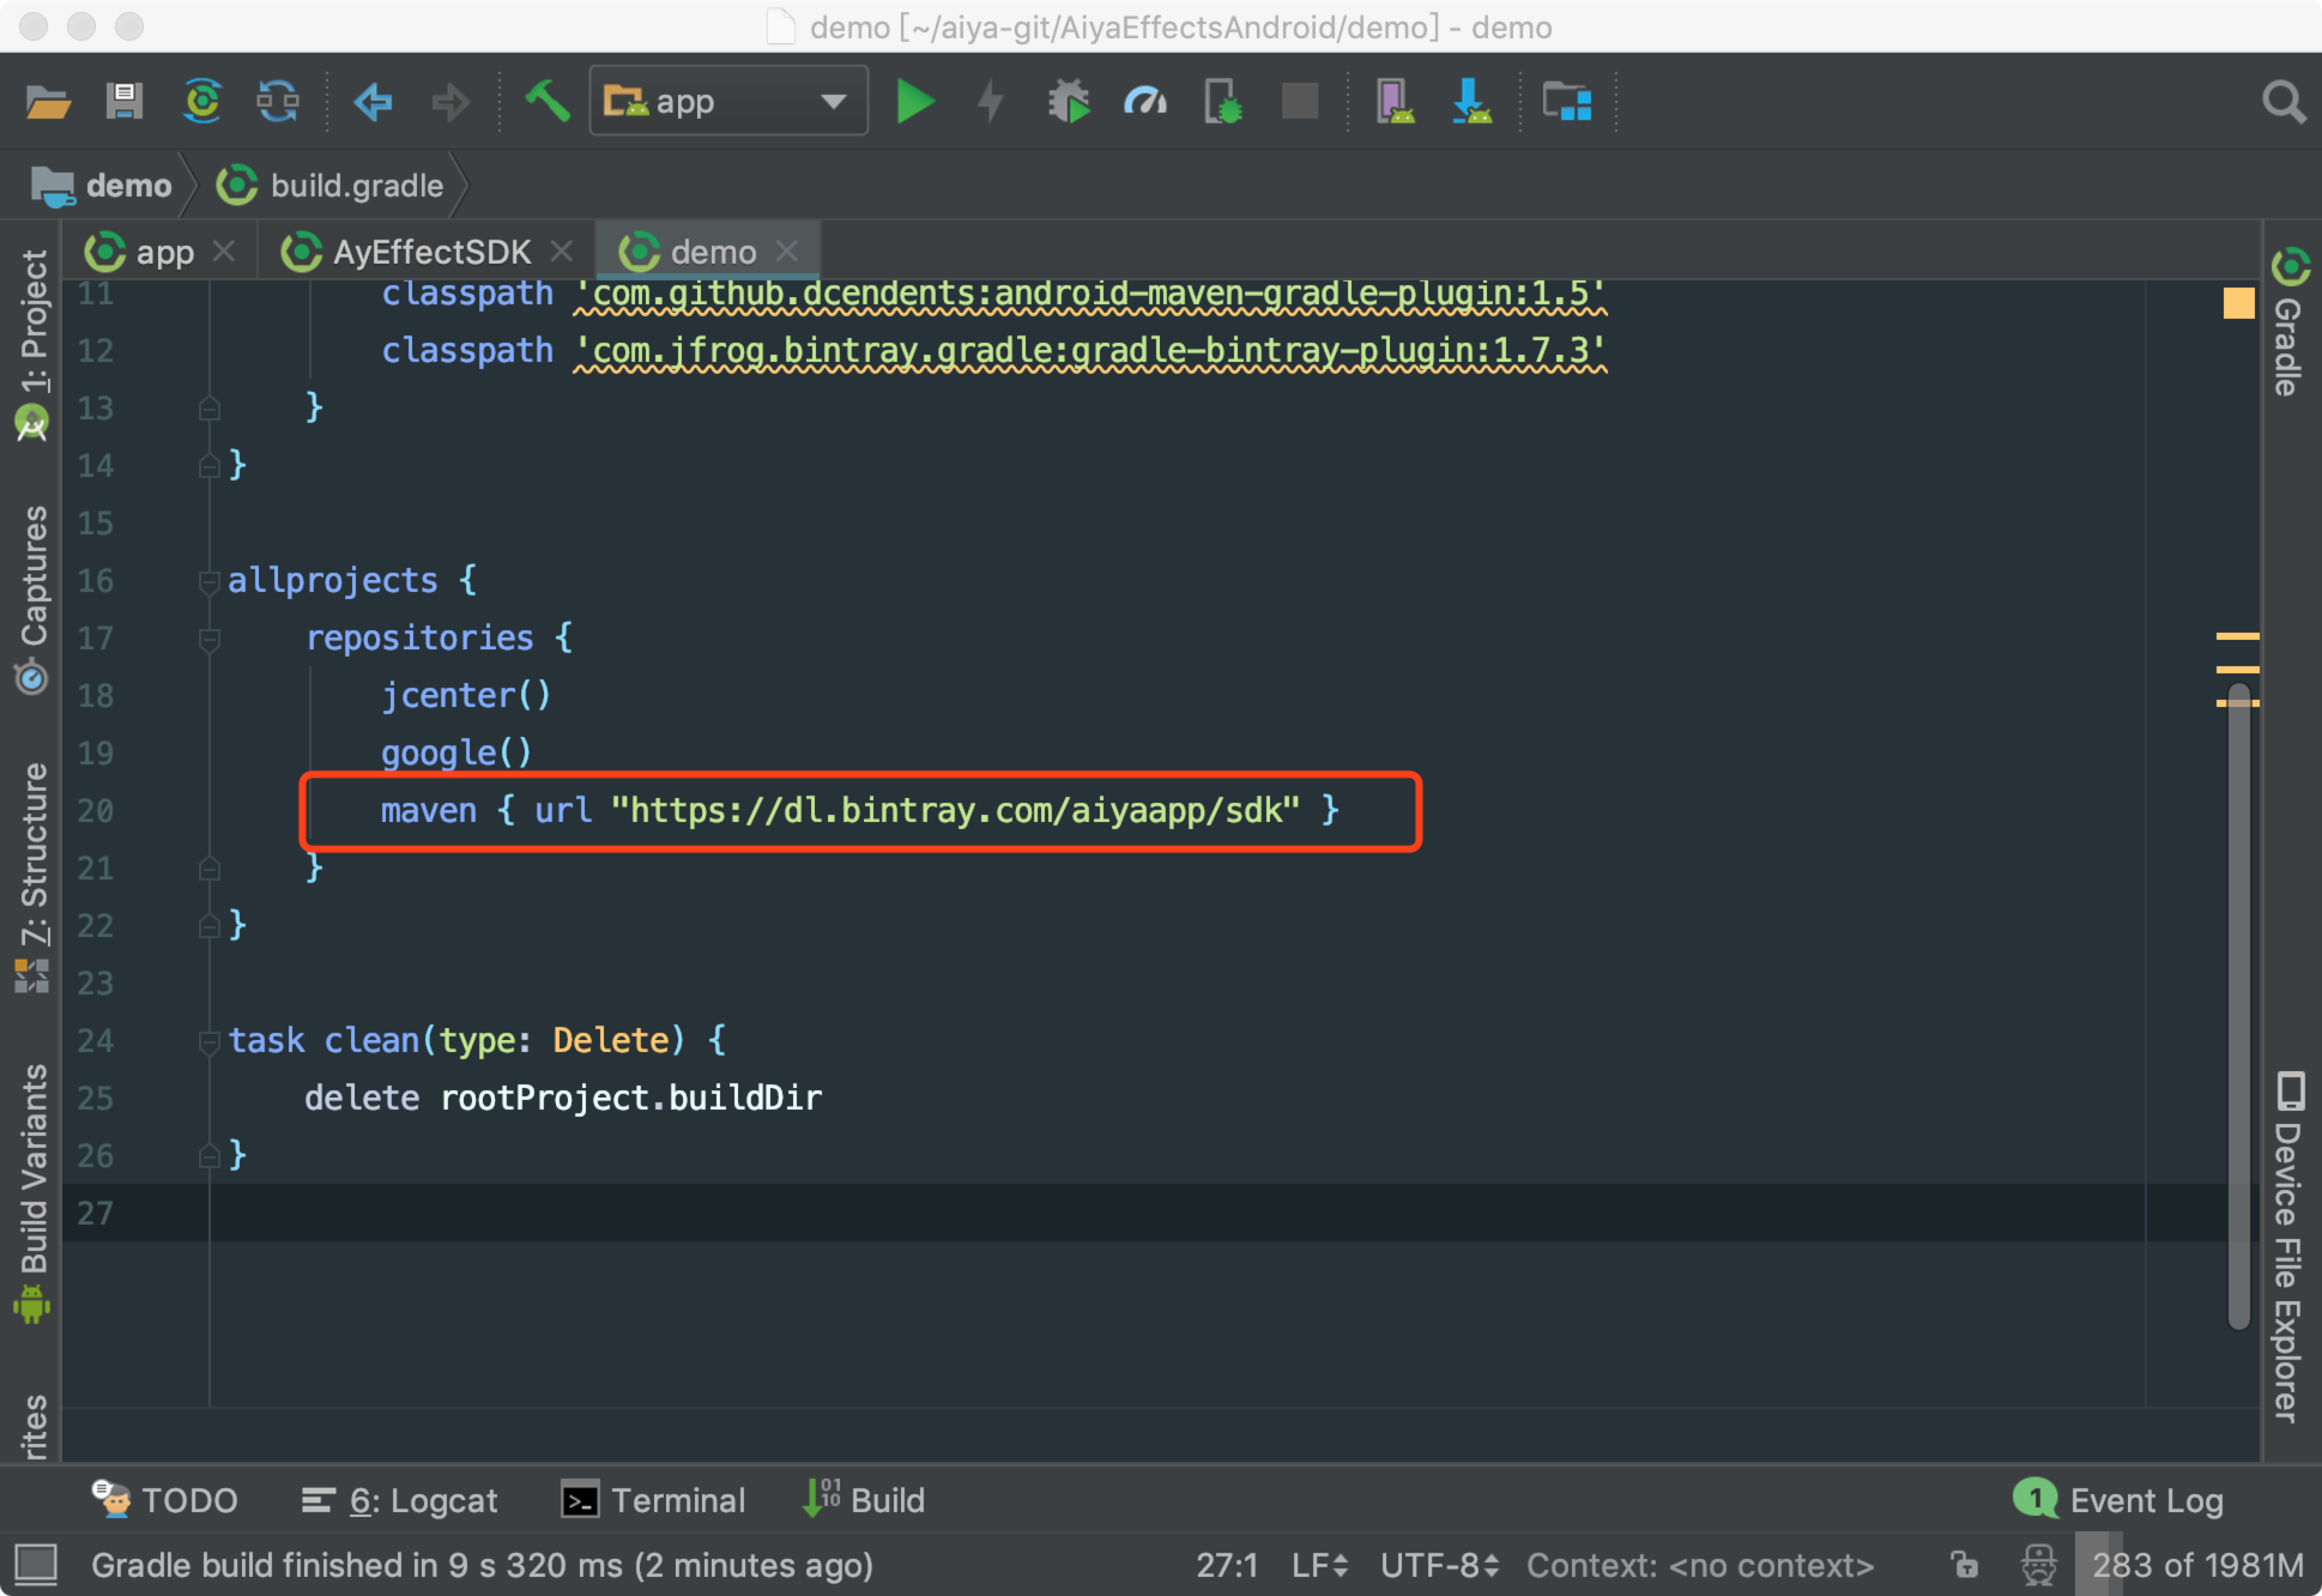 demo [~/aiya-git/AiyaEffectsAndroid/demo] - demo
app
demo
build.gradle
app
AyEffectSDK
demo
1: Project
Captures
7: Structure
Build Variants
rites
11 classpath 'com.github.dcendents:android-maven-gradle-plugin:1.5'
12 classpath 'com.jfrog.bintray.gradle:gradle-bintray-plugin:1.7.3'
13 }
14 }
15
16 allprojects {
17 repositories {
18 jcenter()
19 google()
20 maven { url "https://dl.bintray.com/aiyaapp/sdk" }
21 }
22 }
23
24 task clean(type: Delete) {
25 delete rootProject.buildDir
26 }
27
Gradle
Device File Explorer
TODO
6: Logcat
Terminal
Build
1 Event Log
Gradle build finished in 9 s 320 ms (2 minutes ago)
27:1
LF
UTF-8
Context: <no context>
283 of 1981M